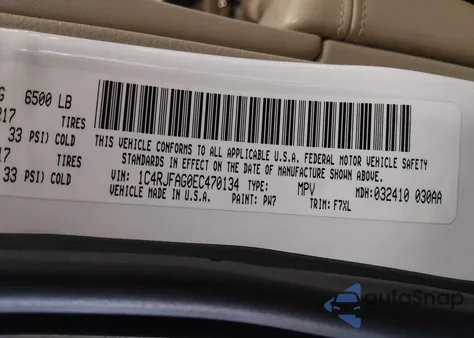 G 6500 LB
R17 TIRES
33 PSI) COLD
17 TIRES
33 PSI) COLD
THIS VEHICLE CONFORMS TO ALL APPLICABLE U.S.A. FEDERAL MOTOR VEHICLE SAFETY
STANDARDS IN EFFECT ON THE DATE OF MANUFACTURE SHOWN ABOVE.
VIN: 1C4RJFAG0EC470134 TYPE: MPV MDH:032410 030AA
VEHICLE MADE IN U.S.A. PAINT: PW7 TRIM: F7XL
autoSnap